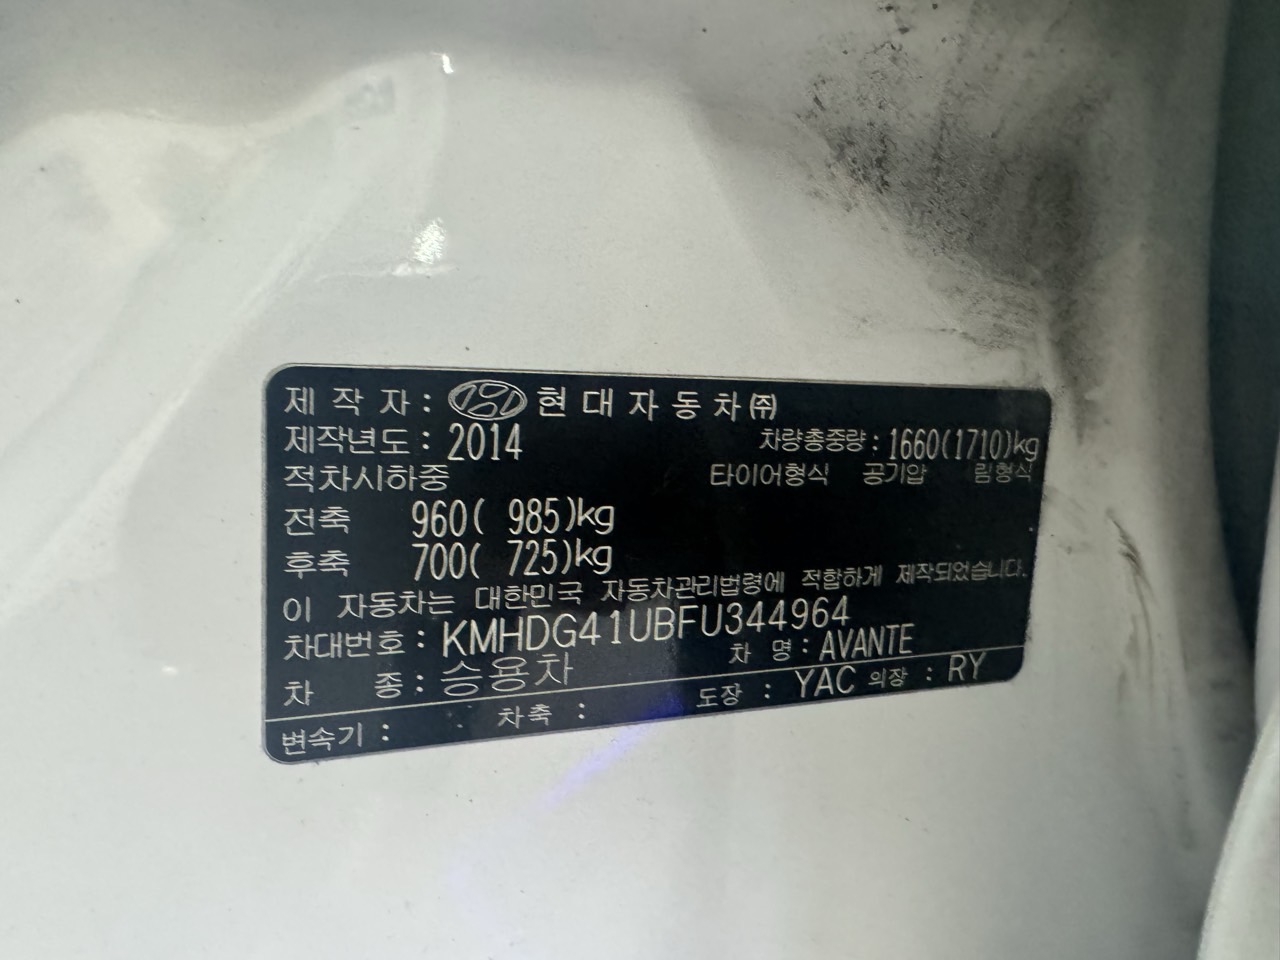 제 작 자 : 현 대 자 동 차 ㈜
제작년도 : 2014 차량총중량 : 1660(1710)kg
적차시하중 타이어형식 공기압 림형식
전축 960( 985)kg
후축 700( 725)kg
이 자동차는 대한민국 자동차관리법령에 적합하게 제작되었습니다.
차대번호 : KMHDG41UBFU344964
차 종 : 승용차 차 명 : AVANTE
변속기 : 차축 : 도장 : YAC 의장 : RY